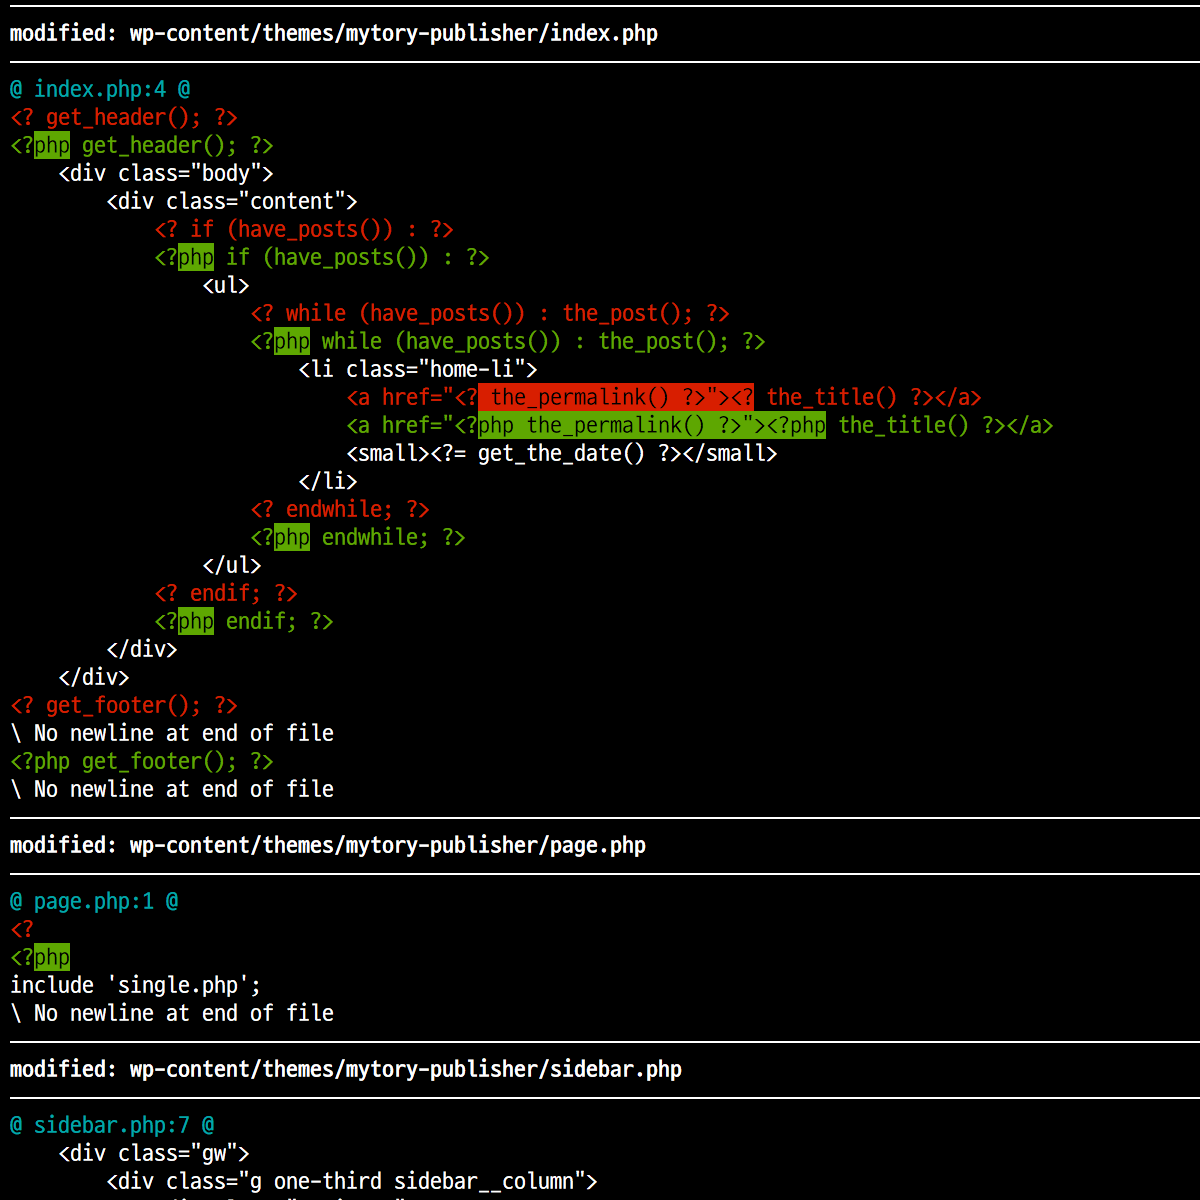 modified: wp-content/themes/mytory-publisher/index.php
@ index.php:4 @
<? get_header(); ?>
<?php get_header(); ?>
    <div class="body">
        <div class="content">
            <? if (have_posts()) : ?>
            <?php if (have_posts()) : ?>
                <ul>
                    <? while (have_posts()) : the_post(); ?>
                    <?php while (have_posts()) : the_post(); ?>
                        <li class="home-li">
                            <a href="<? the_permalink() ?>"><? the_title() ?></a>
                            <a href="<?php the_permalink() ?>"><?php the_title() ?></a>
                            <small><?= get_the_date() ?></small>
                        </li>
                    <? endwhile; ?>
                    <?php endwhile; ?>
                </ul>
            <? endif; ?>
            <?php endif; ?>
        </div>
    </div>
<? get_footer(); ?>
\ No newline at end of file
<?php get_footer(); ?>
\ No newline at end of file
modified: wp-content/themes/mytory-publisher/page.php
@ page.php:1 @
<?
<?php
include 'single.php';
\ No newline at end of file
modified: wp-content/themes/mytory-publisher/sidebar.php
@ sidebar.php:7 @
    <div class="gw">
        <div class="g one-third sidebar__column">